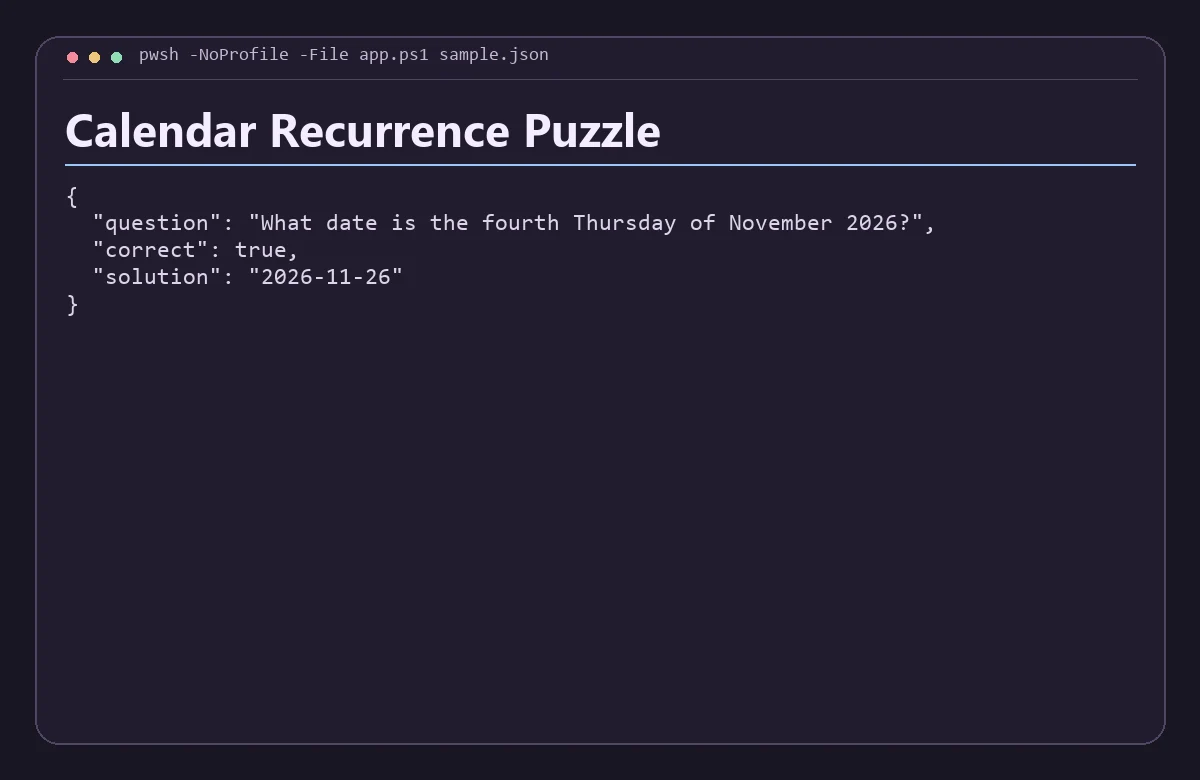 pwsh -NoProfile -File app.ps1 sample.json
Calendar Recurrence Puzzle
{
  "question": "What date is the fourth Thursday of November 2026?",
  "correct": true,
  "solution": "2026-11-26"
}